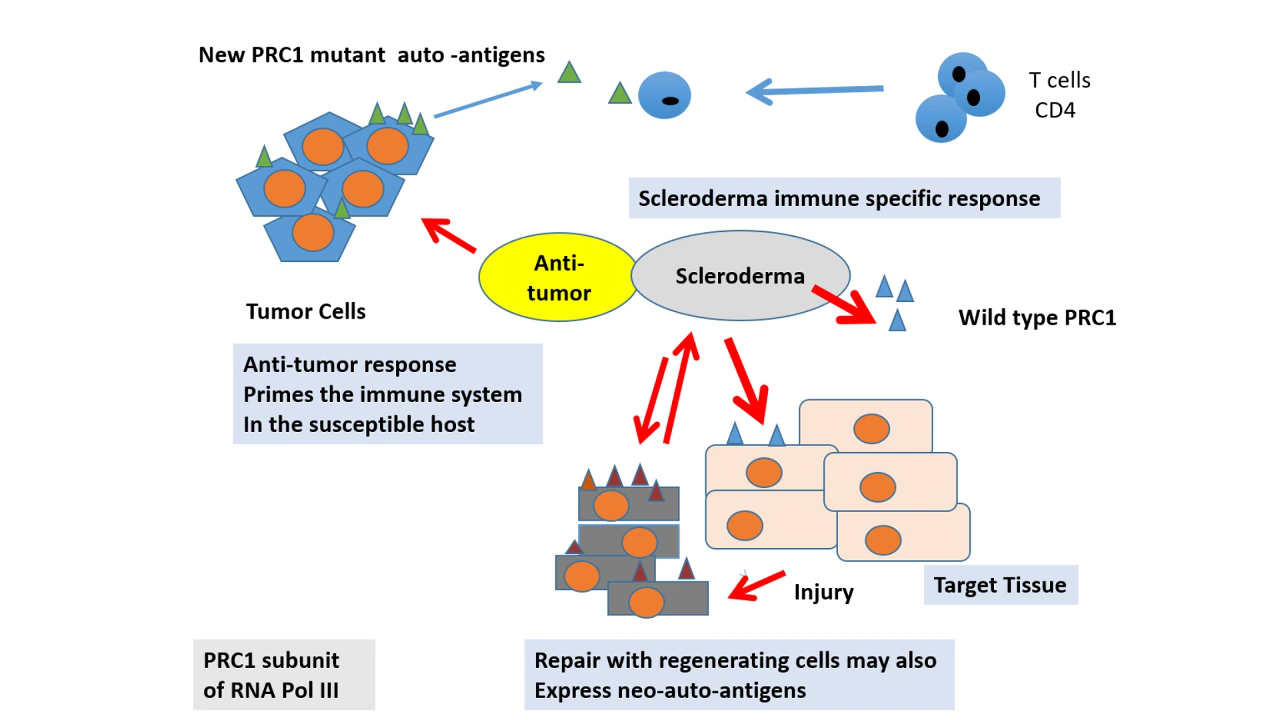 New PRC1 mutant  auto -antigens
T cells
CD4
Scleroderma immune specific response
Anti-
tumor
Scleroderma
Wild type PRC1
Tumor Cells
Anti-tumor response
Primes the immune system
In the susceptible host
Injury
Target Tissue
PRC1 subunit
of RNA Pol III
Repair with regenerating cells may also
Express neo-auto-antigens